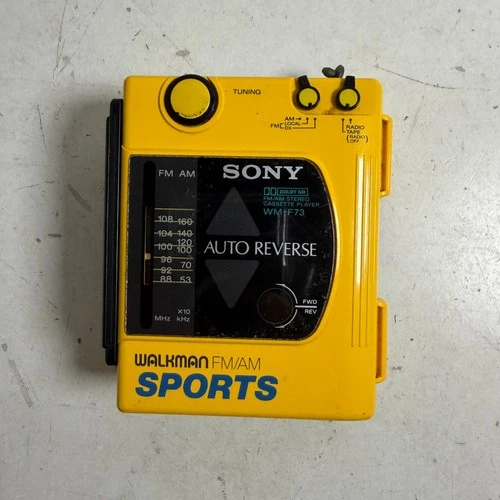 TUNING
AM
FM LOCAL
DX
RADIO
TAPE
(RADIO OFF)
FM AM
SONY
DOLBY NR
FM/AM STEREO
CASSETTE PLAYER
WM-F73
108 160
104 140
120
100 100
96 70
92
88 53
AUTO REVERSE
FWD
REV
X10
MHz kHz
WALKMAN FM/AM
SPORTS